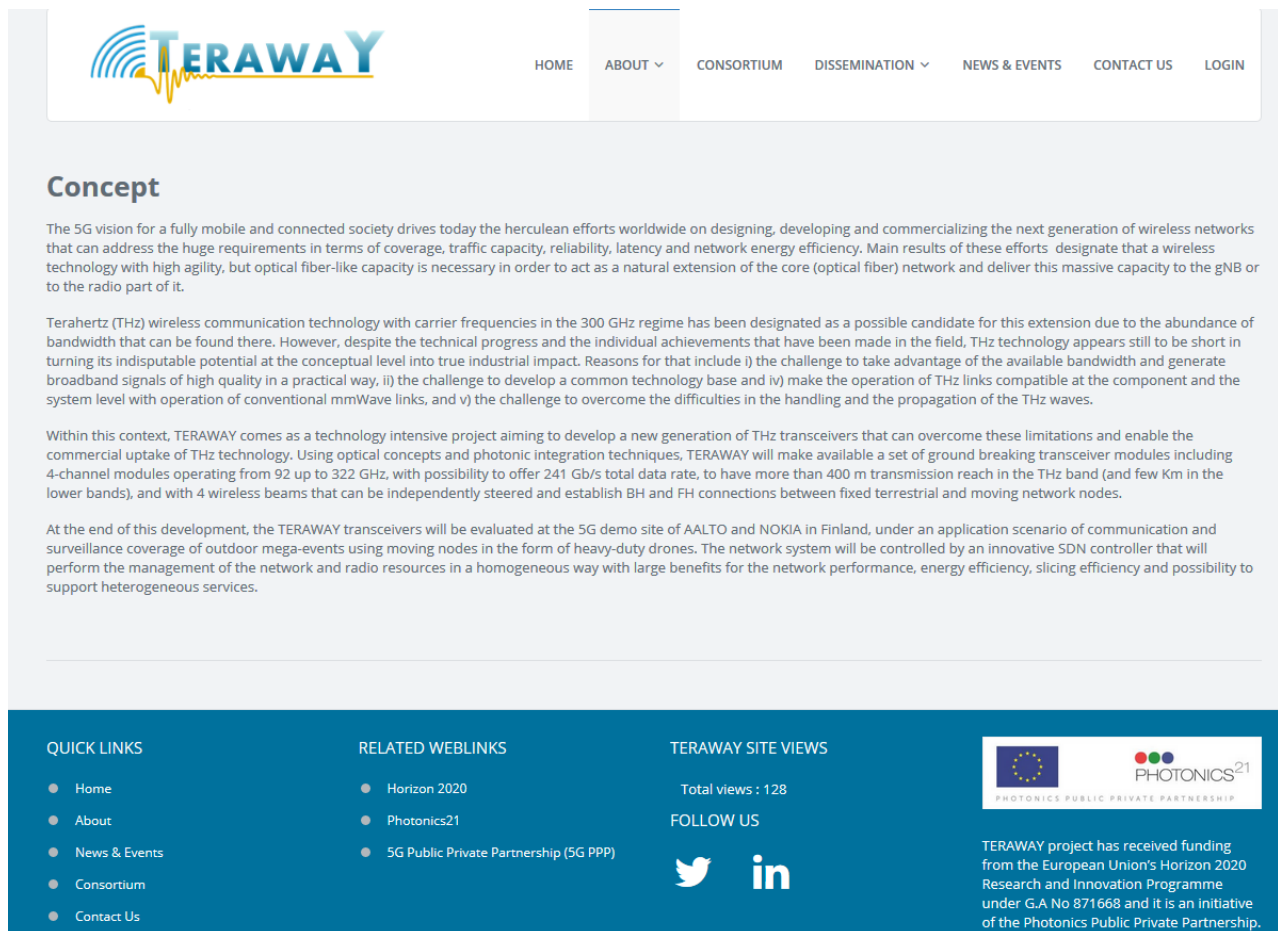 TERAWAY
HOME ABOUT CONSORTIUM DISSEMINATION NEWS & EVENTS CONTACT US LOGIN
Concept
The 5G vision for a fully mobile and connected society drives today the herculean efforts worldwide on designing, developing and commercializing the next generation of wireless networks
that can address the huge requirements in terms of coverage, traffic capacity, reliability, latency and network energy efficiency. Main results of these efforts designate that a wireless
technology with high agility, but optical fiber-like capacity is necessary in order to act as a natural extension of the core (optical fiber) network and deliver this massive capacity to the gNB or
to the radio part of it.
Terahertz (THz) wireless communication technology with carrier frequencies in the 300 GHz regime has been designated as a possible candidate for this extension due to the abundance of
bandwidth that can be found there. However, despite the technical progress and the individual achievements that have been made in the field, THz technology appears still to be short in
turning its indisputable potential at the conceptual level into true industrial impact. Reasons for that include i) the challenge to take advantage of the available bandwidth and generate
broadband signals of high quality in a practical way, ii) the challenge to develop a common technology base and iv) make the operation of THz links compatible at the component and the
system level with operation of conventional mmWave links, and v) the challenge to overcome the difficulties in the handling and the propagation of the THz waves.
Within this context, TERAWAY comes as a technology intensive project aiming to develop a new generation of THz transceivers that can overcome these limitations and enable the
commercial uptake of THz technology. Using optical concepts and photonic integration techniques, TERAWAY will make available a set of ground breaking transceiver modules including
4-channel modules operating from 92 up to 322 GHz, with possibility to offer 241 Gb/s total data rate, to have more than 400 m transmission reach in the THz band (and few Km in the
lower bands), and with 4 wireless beams that can be independently steered and establish BH and FH connections between fixed terrestrial and moving network nodes.
At the end of this development, the TERAWAY transceivers will be evaluated at the 5G demo site of AALTO and NOKIA in Finland, under an application scenario of communication and
surveillance coverage of outdoor mega-events using moving nodes in the form of heavy-duty drones. The network system will be controlled by an innovative SDN controller that will
perform the management of the network and radio resources in a homogeneous way with large benefits for the network performance, energy efficiency, slicing efficiency and possibility to
support heterogeneous services.
QUICK LINKS
Home
About
News & Events
Consortium
Contact Us
RELATED WEBLINKS
Horizon 2020
Photonics21
5G Public Private Partnership (5G PPP)
TERAWAY SITE VIEWS
Total views : 128
FOLLOW US
in
PHOTONICS21
PHOTONICS PUBLIC PRIVATE PARTNERSHIP
TERAWAY project has received funding
from the European Union's Horizon 2020
Research and Innovation Programme
under G.A No 871668 and it is an initiative
of the Photonics Public Private Partnership.